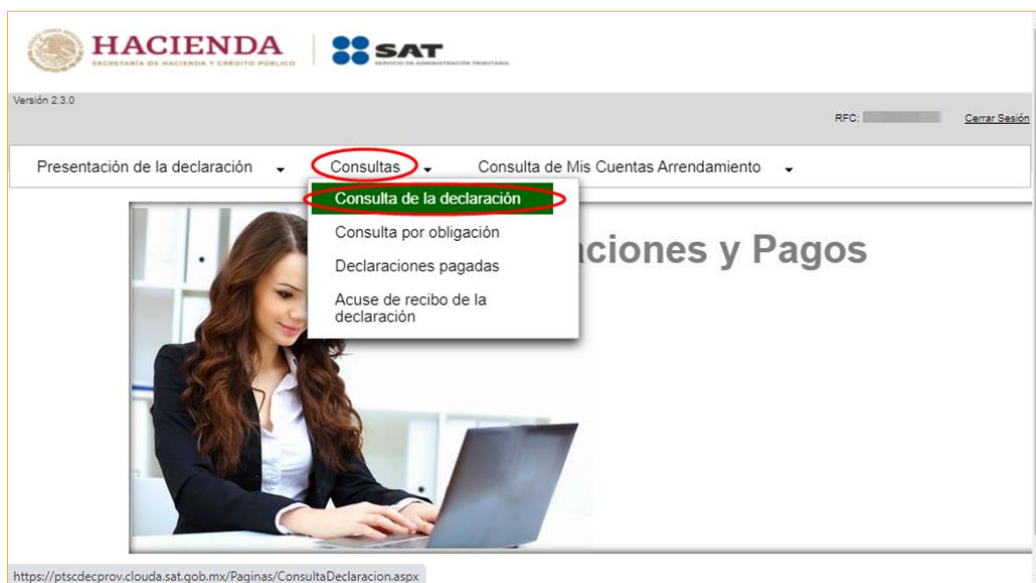 HACIENDA
SECRETARÍA DE HACIENDA Y CRÉDITO PÚBLICO
SAT
SERVICIO DE ADMINISTRACIÓN TRIBUTARIA
Versión 2.3.0
RFC:
Cerrar Sesión
Presentación de la declaración
Consultas
Consulta de Mis Cuentas Arrendamiento
Consulta de la declaración
Consulta por obligación
Declaraciones pagadas
Acuse de recibo de la
declaración
aciones y Pagos
https://ptscdecprov.clouda.sat.gob.mx/Paginas/ConsultaDeclaracion.aspx